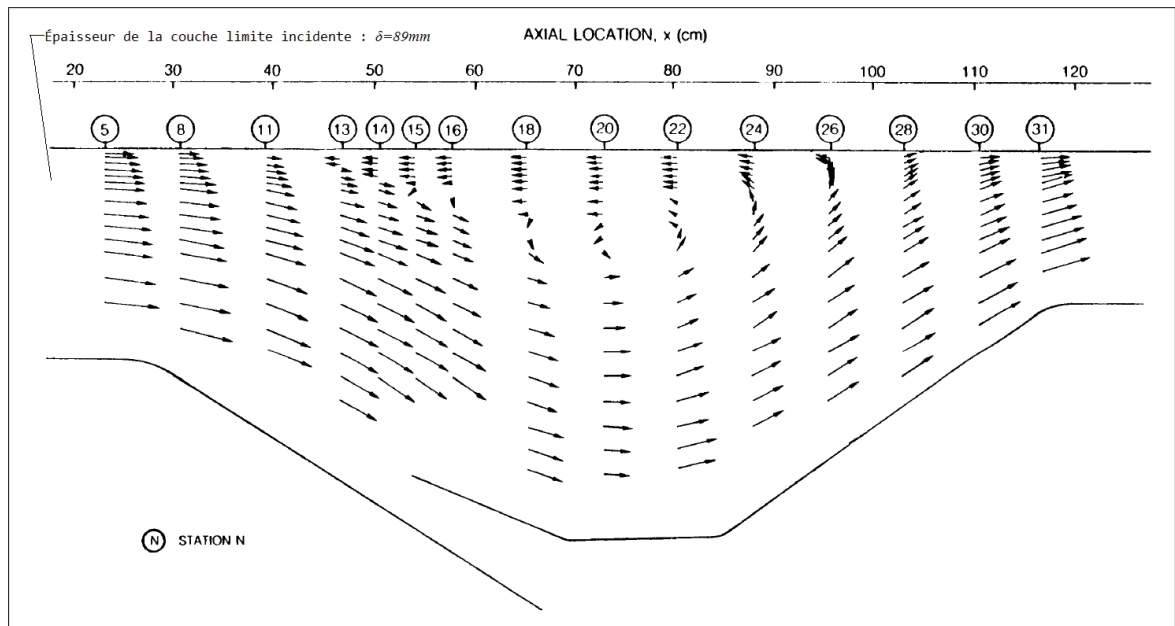 Épaisseur de la couche limite incidente : δ=89mm
AXIAL LOCATION, x (cm)
20 30 40 50 60 70 80 90 100 110 120
5 8 11 13 14 15 16 18 20 22 24 26 28 30 31
N STATION N